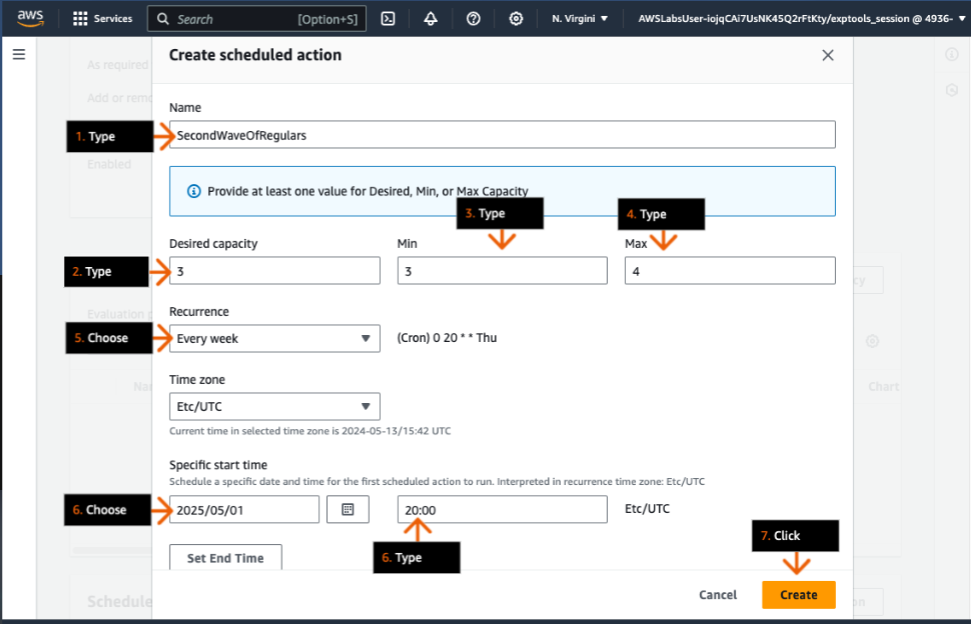 aws
Services
Search
[Option+S]
N. Virgini
AWSLabsUser-iojqCAi7UsNK45Q2rFtKty/exptools_session @ 4936-
As required
Create scheduled action
Add or remo
Name
1. Type
SecondWaveOfRegulars
Enabled
Provide at least one value for Desired, Min, or Max Capacity
3. Type
4. Type
Desired capacity
Min
Max
2. Type
3
3
4
cy
Recurrence
Evaluation p
5. Choose
Every week
(Cron) 0 20 * * Thu
Time zone
Na
Chart
Etc/UTC
Current time in selected time zone is 2024-05-13/15:42 UTC
Specific start time
Schedule a specific date and time for the first scheduled action to run. Interpreted in recurrence time zone: Etc/UTC
6. Choose
2025/05/01
20:00
Etc/UTC
6. Type
7. Click
Set End Time
Schedule
Cancel
Create
on